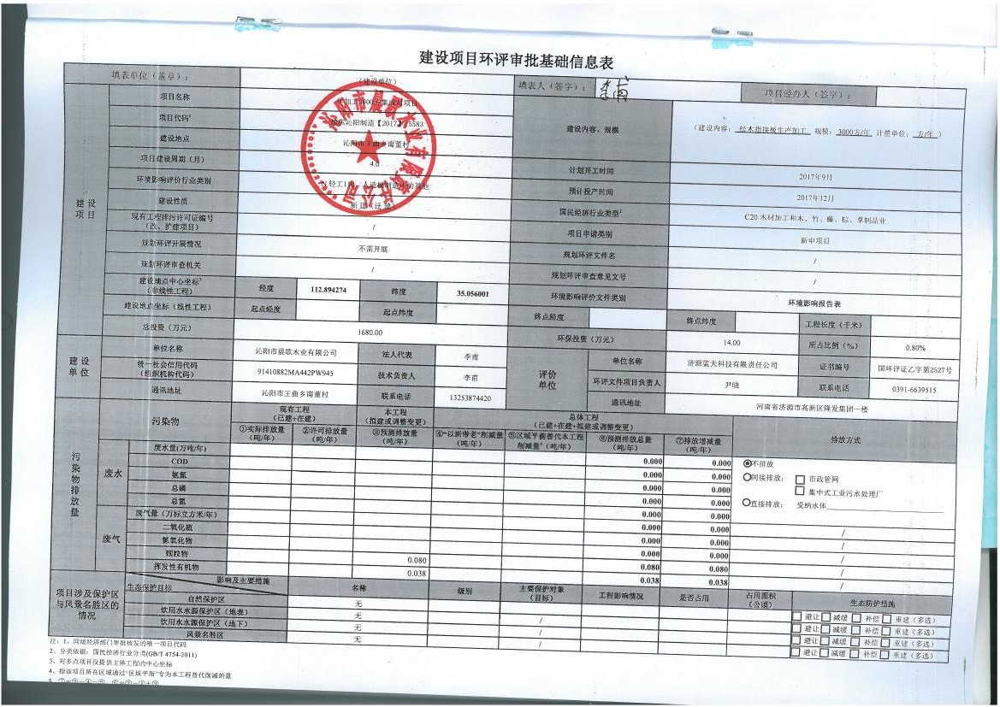 建设项目环评审批基础信息表
填表单位（盖章）：
（建设单位）
填表人（签字）：
李甫
项目经办人（签字）：
建设项目
项目名称
项目代码¹
建设地点
沁阳市王曲乡南董村
项目建设周期（月）
4.0
环境影响评价行业类别
建设性质
新建（迁建）
现有工程排污许可证编号（改、扩建项目）
/
规划环评开展情况
不需开展
规划环评审查机关
/
建设地点中心坐标³（非线性工程）
经度
112.894274
纬度
35.056001
建设地点坐标（线性工程）
起点经度
起点纬度
总投资（万元）
1680.00
建设内容、规模
（建设内容： 松木指接板生产加工 规模： 3000方/年 计量单位： 方/年 ）
计划开工时间
2017年9月
预计投产时间
2017年12月
国民经济行业类型²
C20 木材加工和木、竹、藤、棕、草制品业
项目申请类别
新申项目
规划环评文件名
/
规划环评审查意见文号
/
环境影响评价文件类别
环境影响报告表
终点经度
终点纬度
工程长度（千米）
环保投资（万元）
14.00
所占比例（%）
0.80%
建设单位
单位名称
沁阳市晨歌木业有限公司
法人代表
李甫
统一社会信用代码（组织机构代码）
91410882MA442PW945
技术负责人
李甫
通讯地址
沁阳市王曲乡南董村
联系电话
13253874420
评价单位
单位名称
济源蓝天科技有限责任公司
证书编号
国环评证乙字第2527号
环评文件项目负责人
尹晓
联系电话
0391-6639515
通讯地址
河南省济源市高新区隆发集团一楼
污染物排放量
污染物
现有工程（已建+在建）
本工程（拟建或调整变更）
总体工程（已建+在建+拟建或调整变更）
排放方式
①实际排放量（吨/年）
②许可排放量（吨/年）
③预测排放量（吨/年）
④“以新带老”削减量（吨/年）
⑤区域平衡替代本工程削减量⁴（吨/年）
⑥预测排放总量（吨/年）
⑦排放增减量（吨/年）
废水
废水量(万吨/年)
0.000 0.000
COD
0.000 0.000
氨氮
0.000 0.000
总磷
0.000 0.000
总氮
0.000 0.000
不排放
间接排放： 市政管网
集中式工业污水处理厂
直接排放： 受纳水体
废气
废气量（万标立方米/年）
0.000 0.000 /
二氧化硫
0.000 0.000 /
氮氧化物
0.000 0.000 /
颗粒物
0.080 0.080 0.080 /
挥发性有机物
0.038 0.038 0.038 /
项目涉及保护区与风景名胜区的情况
影响及主要措施
生态保护目标
名称
级别
主要保护对象（目标）
工程影响情况
是否占用
占用面积（公顷）
生态防护措施
自然保护区
无
避让 减缓 补偿 重建（多选）
饮用水水源保护区（地表）
无
/
避让 减缓 补偿 重建（多选）
饮用水水源保护区（地下）
无
/
避让 减缓 补偿 重建（多选）
风景名胜区
无
/
避让 减缓 补偿 重建（多选）
注：1、同级经济部门审批核发的唯一项目代码
2、分类依据：国民经济行业分类(GB/T 4754-2011)
3、对多点项目仅提供主体工程的中心坐标
4、指该项目所在区域通过“区域平衡”专为本工程替代削减的量